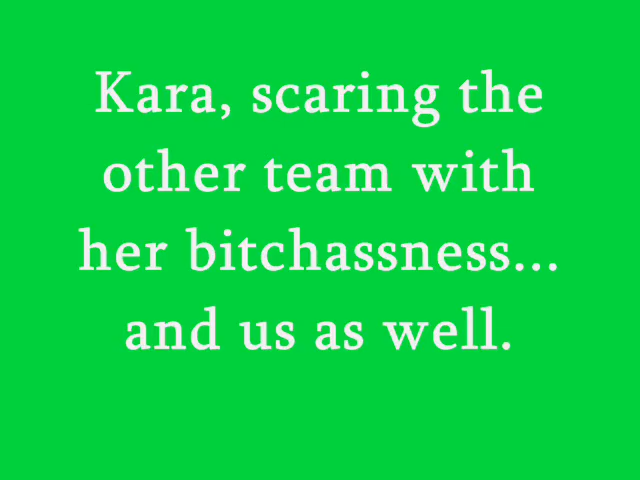 Kara, scaring the
other team with
her bitchassness...
and us as well.